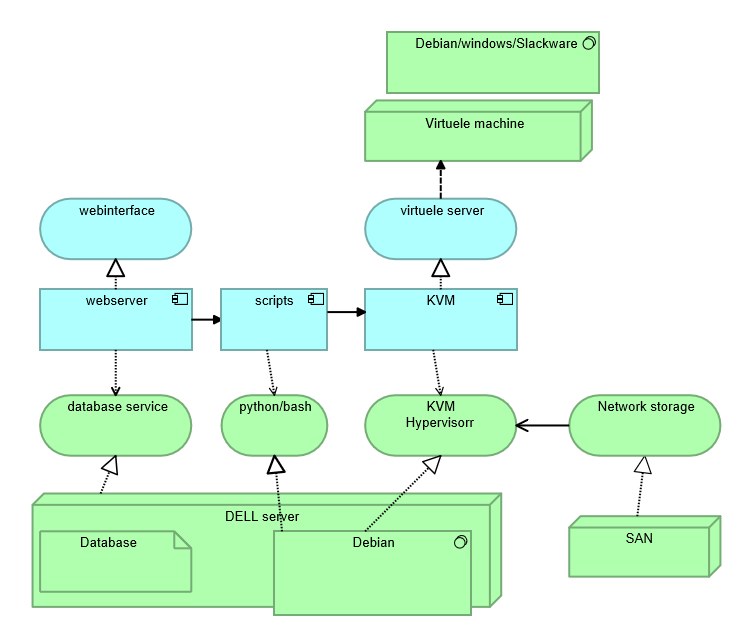 Debian/windows/Slackware
Virtuele machine
webinterface
virtuele server
webserver
scripts
KVM
database service
python/bash
KVM
Hypervisorr
Network storage
DELL server
Database
Debian
SAN